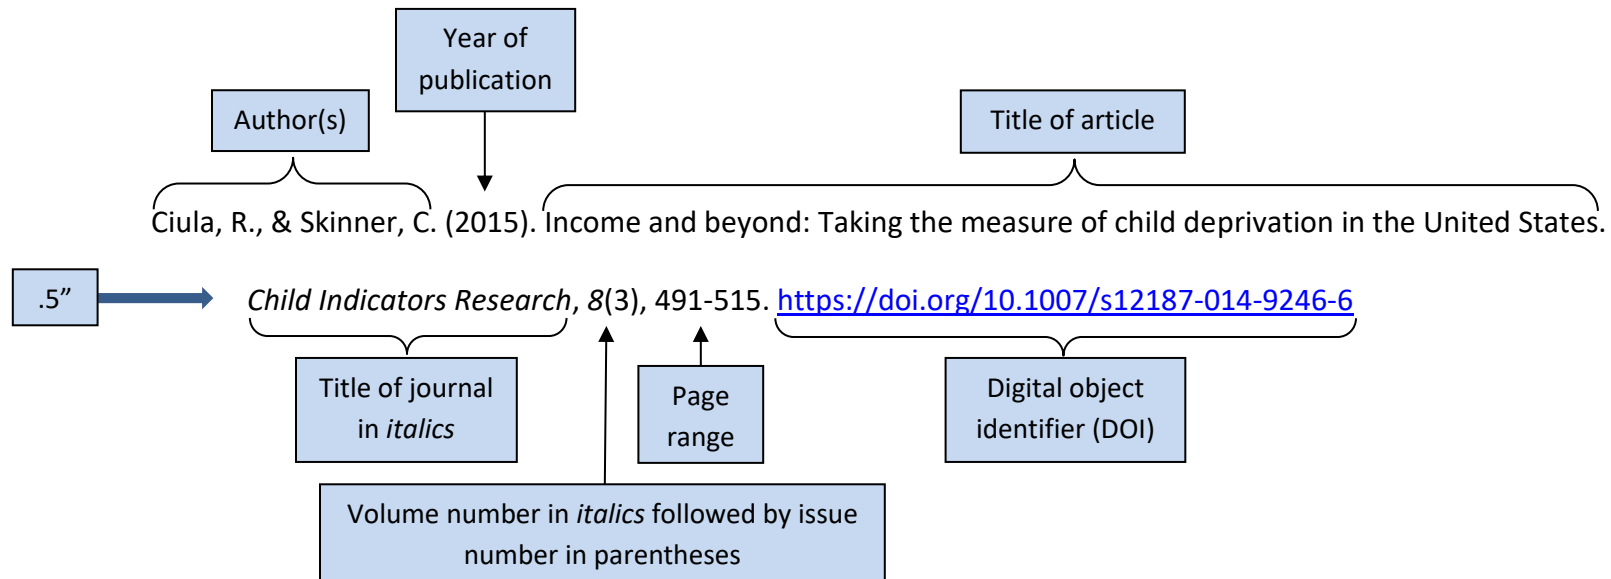 Year of
publication
Author(s)
Title of article
Ciula, R., & Skinner, C. (2015). Income and beyond: Taking the measure of child deprivation in the United States.
.5”
Child Indicators Research, 8(3), 491-515. https://doi.org/10.1007/s12187-014-9246-6
Title of journal
in italics
Page
range
Digital object
identifier (DOI)
Volume number in italics followed by issue
number in parentheses